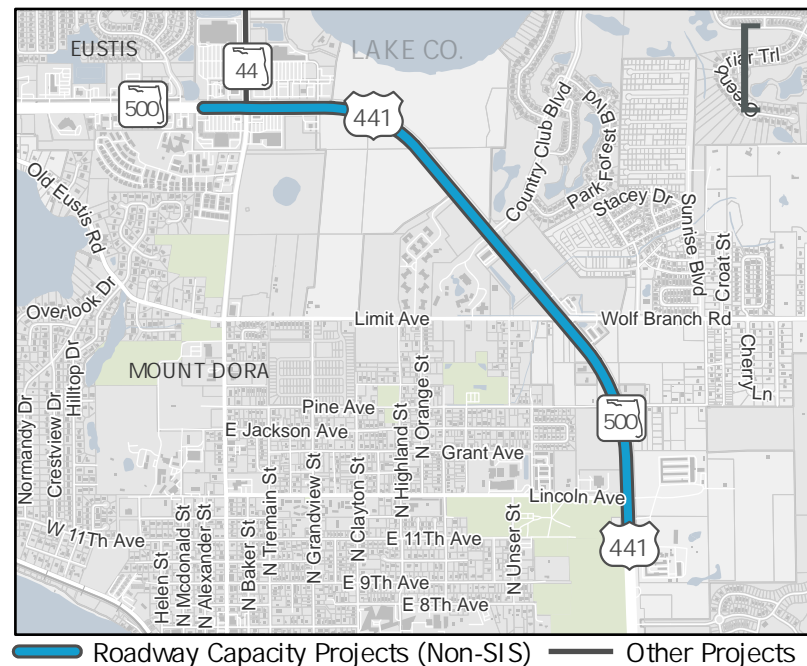 EUSTIS
LAKE CO.
44
500
441
Greenbriar Trl
Country Club Blvd
Park Forest Blvd
Stacey Dr
Sunrise Blvd
Croat St
Old Eustis Rd
Overlook Dr
Limit Ave
Wolf Branch Rd
Cherry Ln
MOUNT DORA
Hilltop Dr
Crestview Dr
Normandy Dr
Pine Ave
E Jackson Ave
N Highland St
N Orange St
500
Grant Ave
Lincoln Ave
W 11Th Ave
Helen St
N Mcdonald St
N Alexander St
N Baker St
N Tremain St
N Grandview St
N Clayton St
E 11Th Ave
N Unser St
441
E 9Th Ave
E 8Th Ave
Roadway Capacity Projects (Non-SIS)
Other Projects